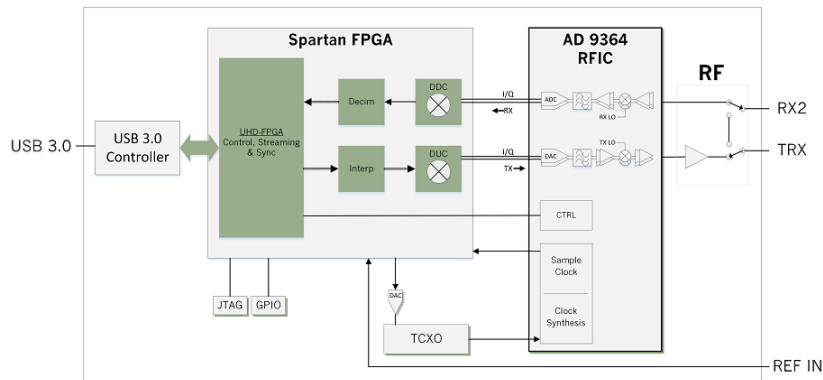 Spartan FPGA
AD 9364
RFIC
RF
UHD-FPGA
Control, Streaming
& Sync
Decim
DDC
I/Q
RX
ADC
RX LO
RX2
USB 3.0
USB 3.0
Controller
Interp
DUC
I/Q
TX
DAC
TX LO
TRX
CTRL
Sample
Clock
Clock
Synthesis
JTAG
GPIO
DAC
TCXO
REF IN